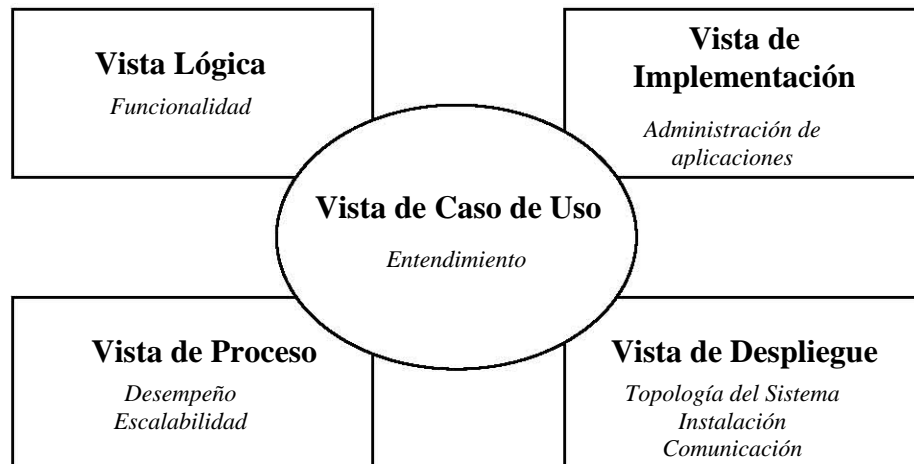 Vista Lógica
Funcionalidad
Vista de
Implementación
Administración de
aplicaciones
Vista de Caso de Uso
Entendimiento
Vista de Proceso
Desempeño
Escalabilidad
Vista de Despliegue
Topología del Sistema
Instalación
Comunicación